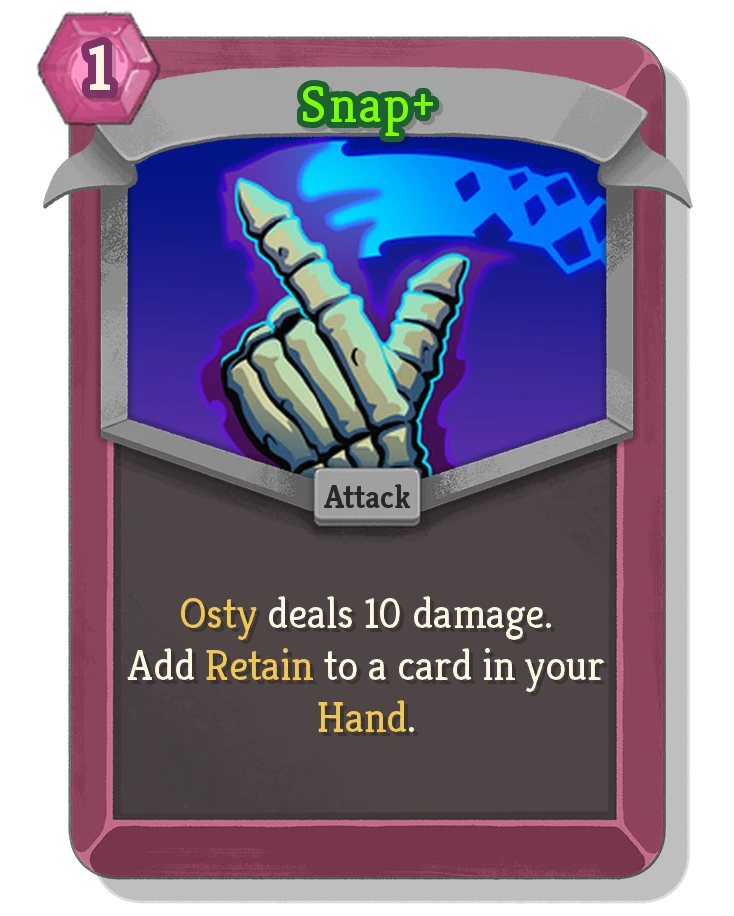 1
Snap+
Attack
Osty deals 10 damage.
Add Retain to a card in your
Hand.